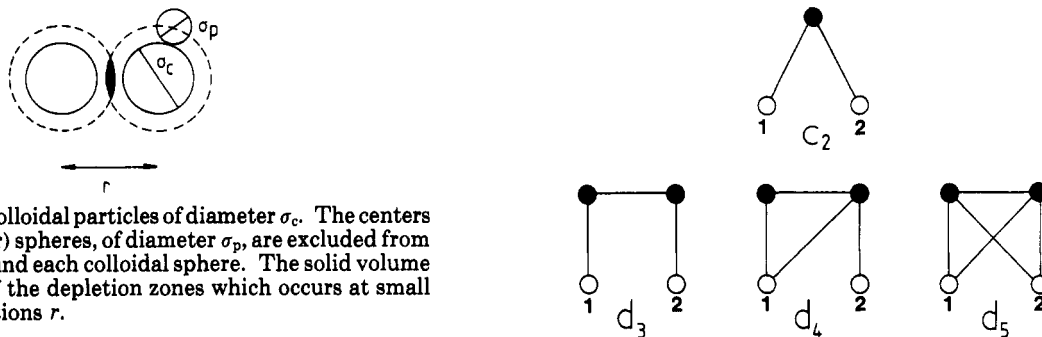 σp
σc
r
olloidal particles of diameter σc. The centers
r) spheres, of diameter σp, are excluded from
und each colloidal sphere. The solid volume
f the depletion zones which occurs at small
tions r.
1 2
C2
1 2 1 2 1 2
d3 d4 d5